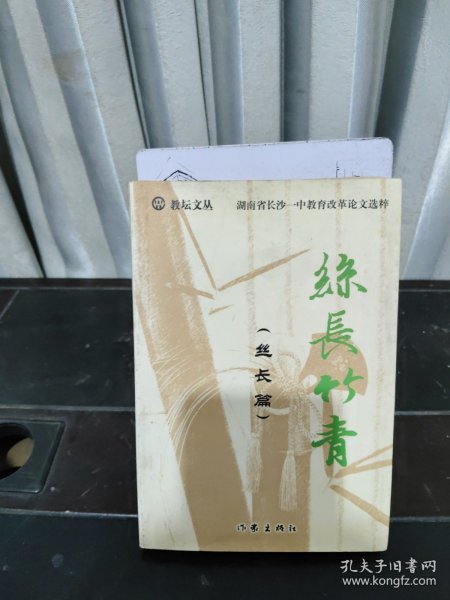 教坛文丛 湖南省长沙一中教育改革论文选粹
絲長竹青
（丝长篇）
作家出版社
孔夫子旧书网
www.kongfz.com